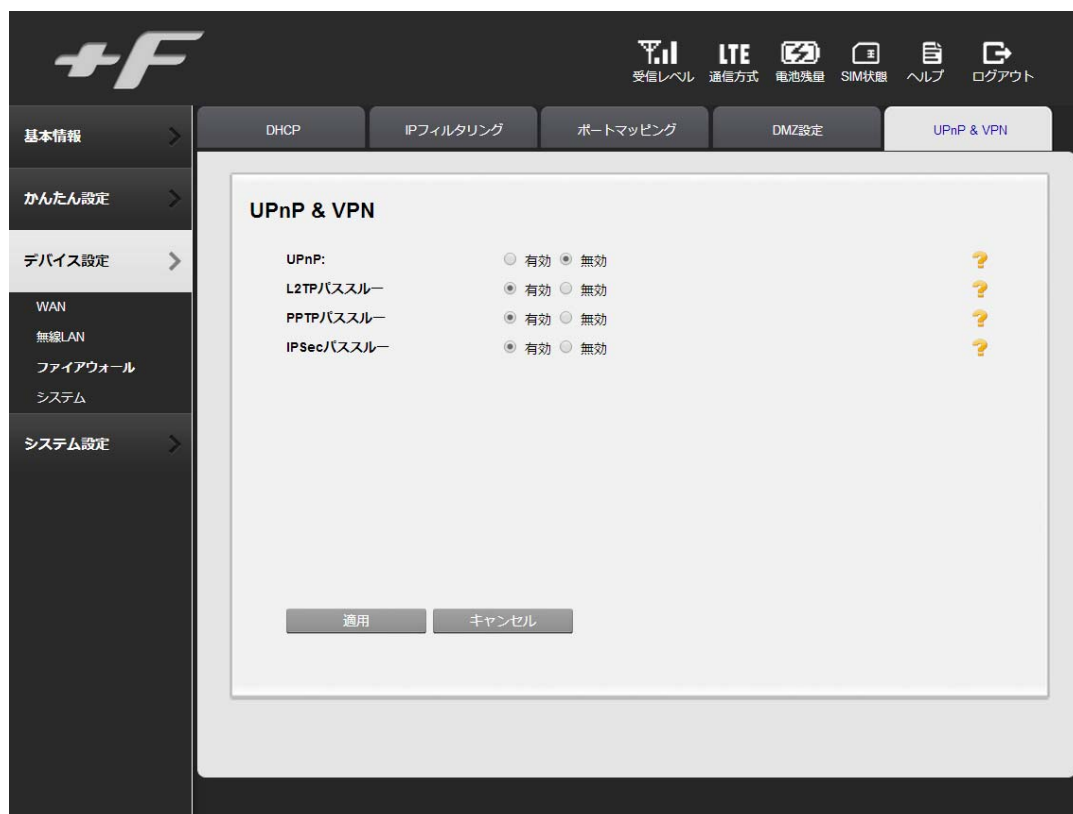 +F
受信レベル
LTE
通信方式
電池残量
SIM状態
ヘルプ
ログアウト
基本情報
かんたん設定
デバイス設定
WAN
無線LAN
ファイアウォール
システム
システム設定
DHCP
IPフィルタリング
ポートマッピング
DMZ設定
UPnP & VPN
UPnP & VPN
UPnP: 有効 無効 ?
L2TPパススルー 有効 無効 ?
PPTPパススルー 有効 無効 ?
IPSecパススルー 有効 無効 ?
適用 キャンセル